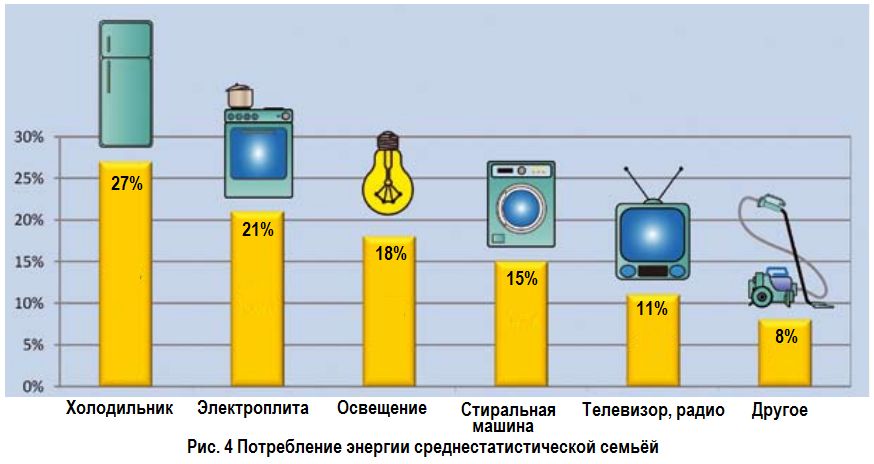 30%
25%
20%
15%
10%
5%
0%
27%
21%
18%
15%
11%
8%
Холодильник
Электроплита
Освещение
Стиральная
машина
Телевизор, радио
Другое
Рис. 4 Потребление энергии среднестатистической семьёй